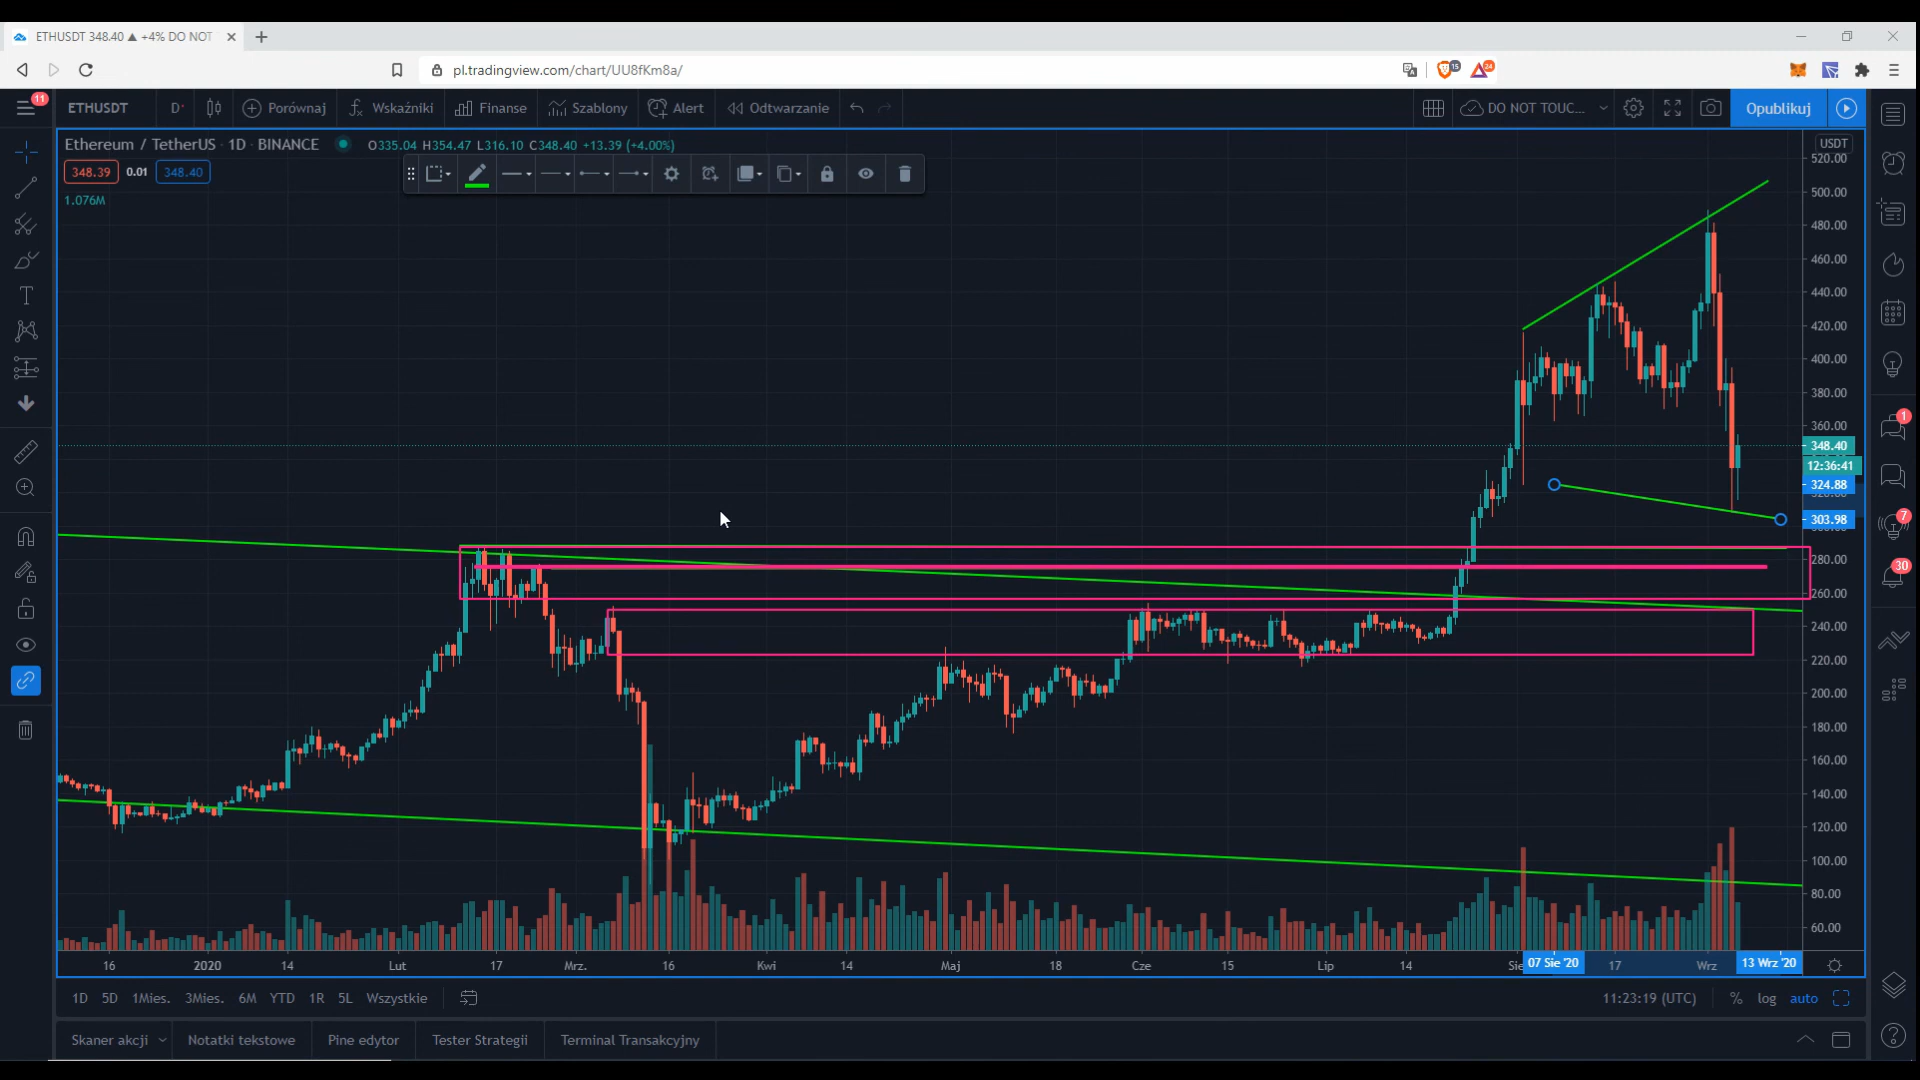 ETHUSDT 348.40 ▲ +4% DO NOT
pl.tradingview.com/chart/UU8fKm8a/
15
24
11
ETHUSDT
D
Porównaj
Wskaźniki
Finanse
Szablony
Alert
Odtwarzanie
DO NOT TOUC...
Opublikuj
Ethereum / TetherUS · 1D · BINANCE
O335.04 H354.47 L316.10 C348.40 +13.39 (+4.00%)
348.39 0.01 348.40
1.076M
USDT
520.00
500.00
480.00
460.00
440.00
420.00
400.00
380.00
360.00
348.40
12:36:41
324.88
303.98
280.00
260.00
240.00
220.00
200.00
180.00
160.00
140.00
120.00
100.00
80.00
60.00
1
7
30
16 2020 14 Lut 17 Mrz. 16 Kwi 14 Maj 18 Cze 15 Lip 14 Sie 07 Sie '20 17 Wrz 13 Wrz '20
1D 5D 1Mies. 3Mies. 6M YTD 1R 5L Wszystkie
11:23:19 (UTC) % log auto
Skaner akcji Notatki tekstowe Pine edytor Tester Strategii Terminal Transakcyjny